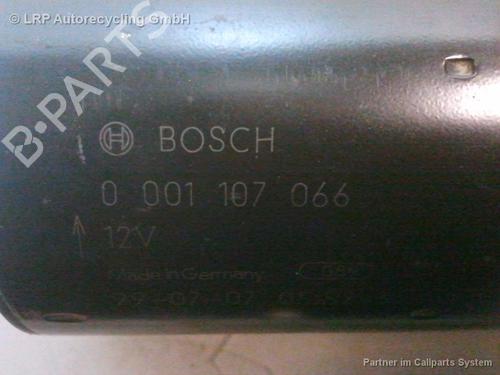 LRP Autorecycling GmbH
B-PARTS
BOSCH
0 001 107 066
12V
Made in Germany
Partner im Callparts System